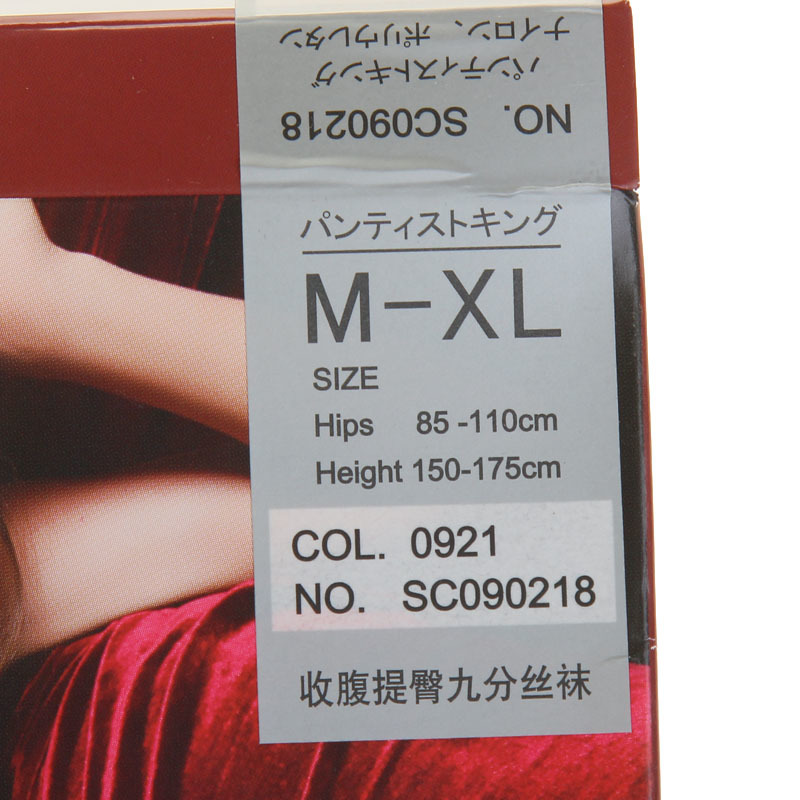 ナイロン、ポリウレタン
パンティストキング
NO. SC090218
パンティストキング
M-XL
SIZE
Hips 85 -110cm
Height 150-175cm
COL. 0921
NO. SC090218
收腹提臀九分丝袜